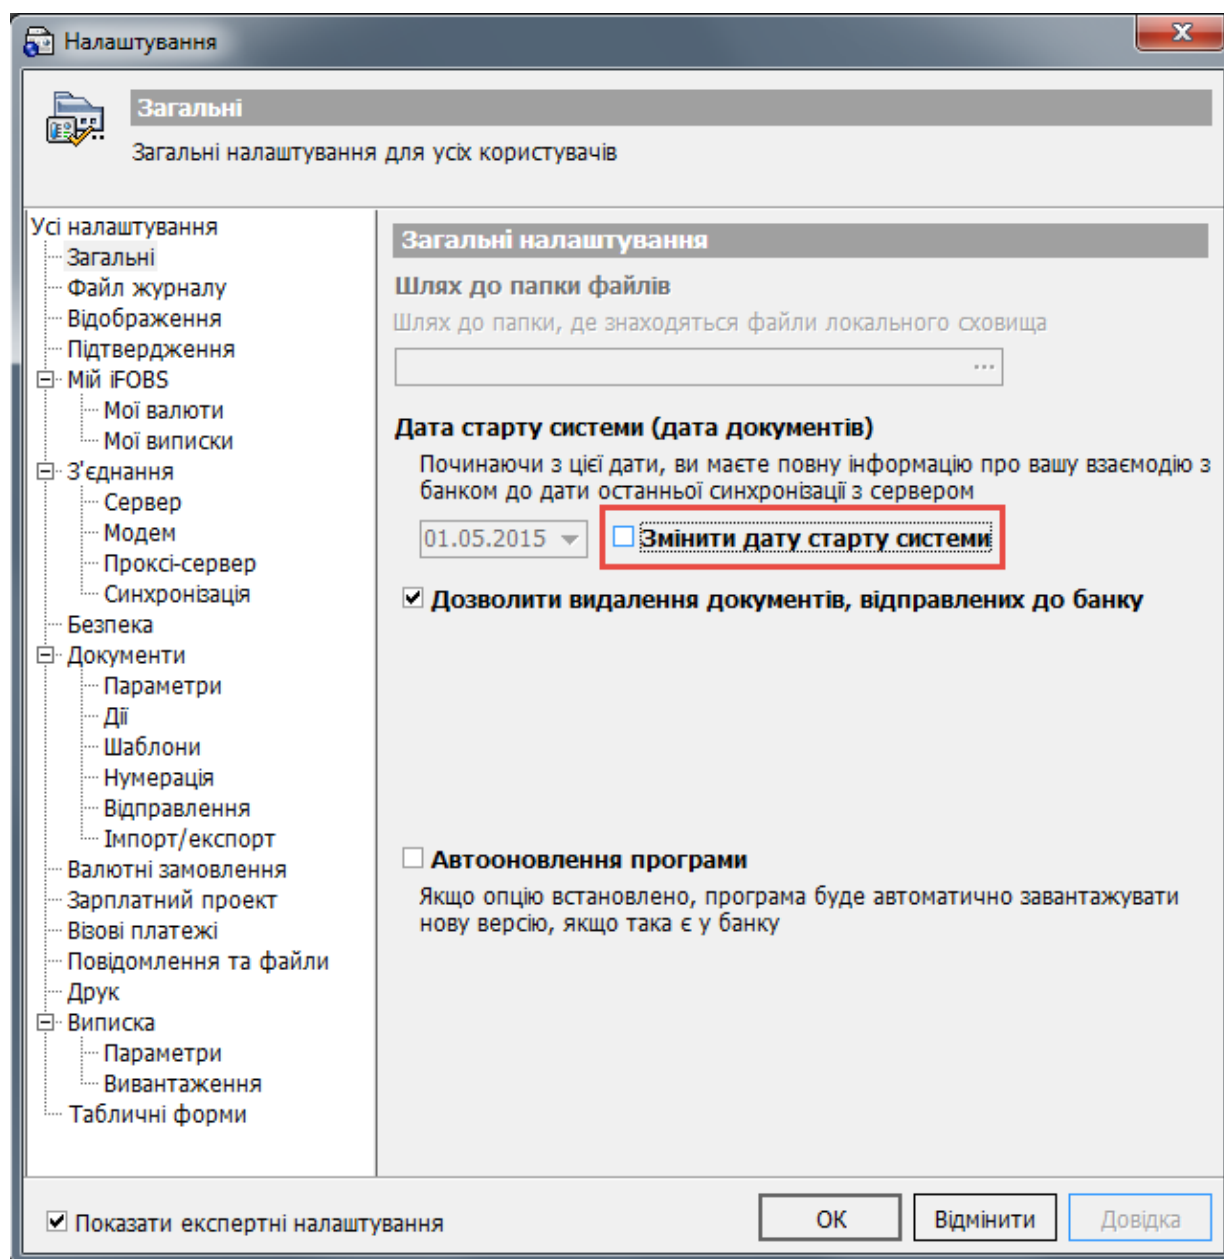 Налаштування
Загальні
Загальні налаштування для усіх користувачів
Усі налаштування
Загальні
Файл журналу
Відображення
Підтвердження
Мій iFOBS
Мої валюти
Мої виписки
З'єднання
Сервер
Модем
Проксі-сервер
Синхронізація
Безпека
Документи
Параметри
Дії
Шаблони
Нумерація
Відправлення
Імпорт/експорт
Валютні замовлення
Зарплатний проект
Візові платежі
Повідомлення та файли
Друк
Виписка
Параметри
Вивантаження
Табличні форми
Загальні налаштування
Шлях до папки файлів
Шлях до папки, де знаходяться файли локального сховища
...
Дата старту системи (дата документів)
Починаючи з цієї дати, ви маєте повну інформацію про вашу взаємодію з
банком до дати останньої синхронізації з сервером
01.05.2015 Змінити дату старту системи
Дозволити видалення документів, відправлених до банку
Автооновлення програми
Якщо опцію встановлено, програма буде автоматично завантажувати
нову версію, якщо така є у банку
Показати експертні налаштування
ОК Відмінити Довідка